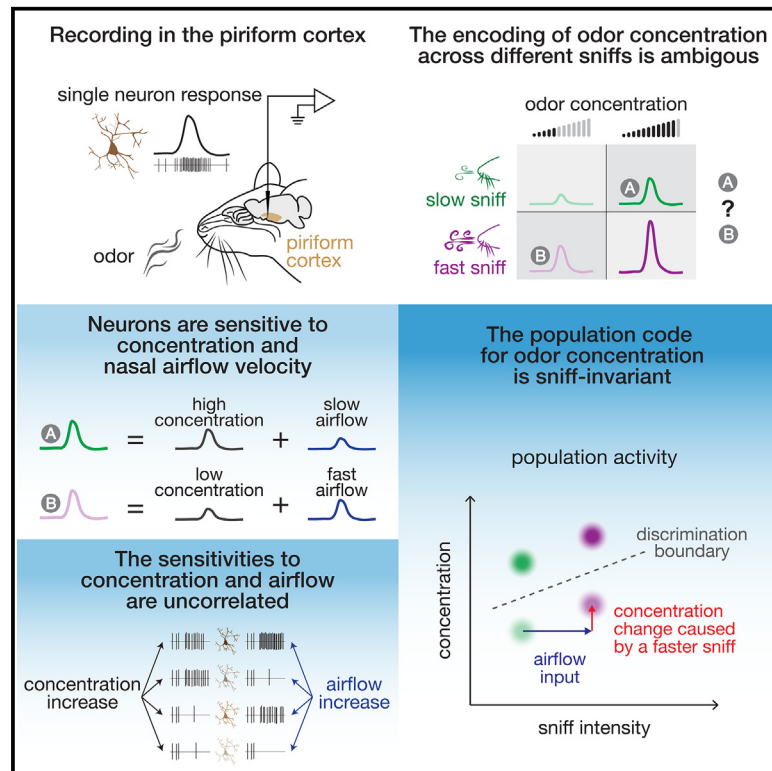 Recording in the piriform cortex
single neuron response
odor
piriform
cortex
The encoding of odor concentration
across different sniffs is ambigous
odor concentration
slow sniff
A
A
?
B
fast sniff
B
Neurons are sensitive to
concentration and
nasal airflow velocity
A = high concentration + slow airflow
B = low concentration + fast airflow
The sensitivities to
concentration and airflow
are uncorrelated
concentration
increase
airflow
increase
The population code
for odor concentration
is sniff-invariant
population activity
discrimination
boundary
concentration
concentration
change caused
by a faster sniff
airflow
input
sniff intensity